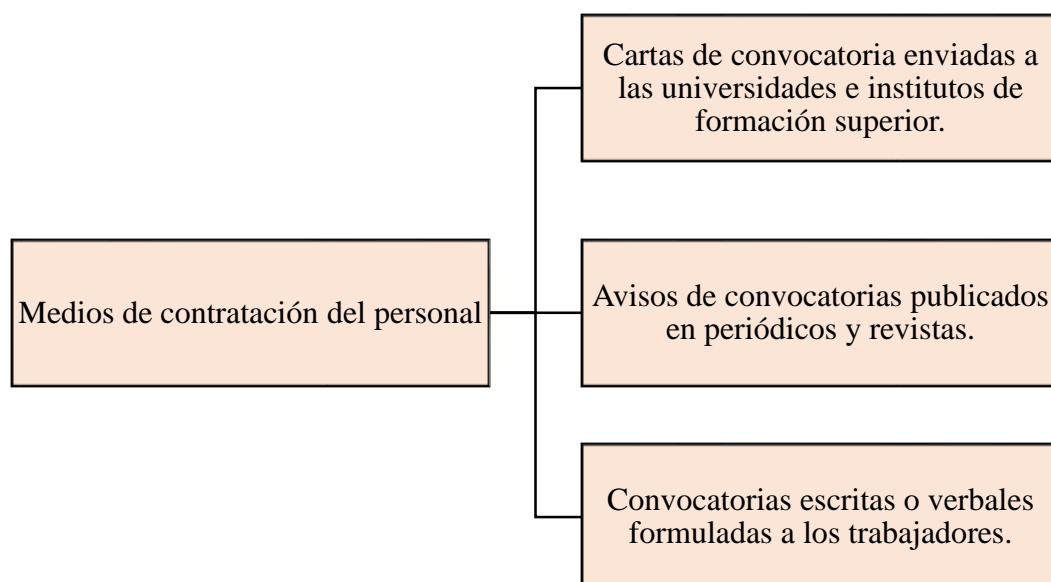 Cartas de convocatoria enviadas a
las universidades e institutos de
formación superior.
Medios de contratación del personal
Avisos de convocatorias publicados
en periódicos y revistas.
Convocatorias escritas o verbales
formuladas a los trabajadores.